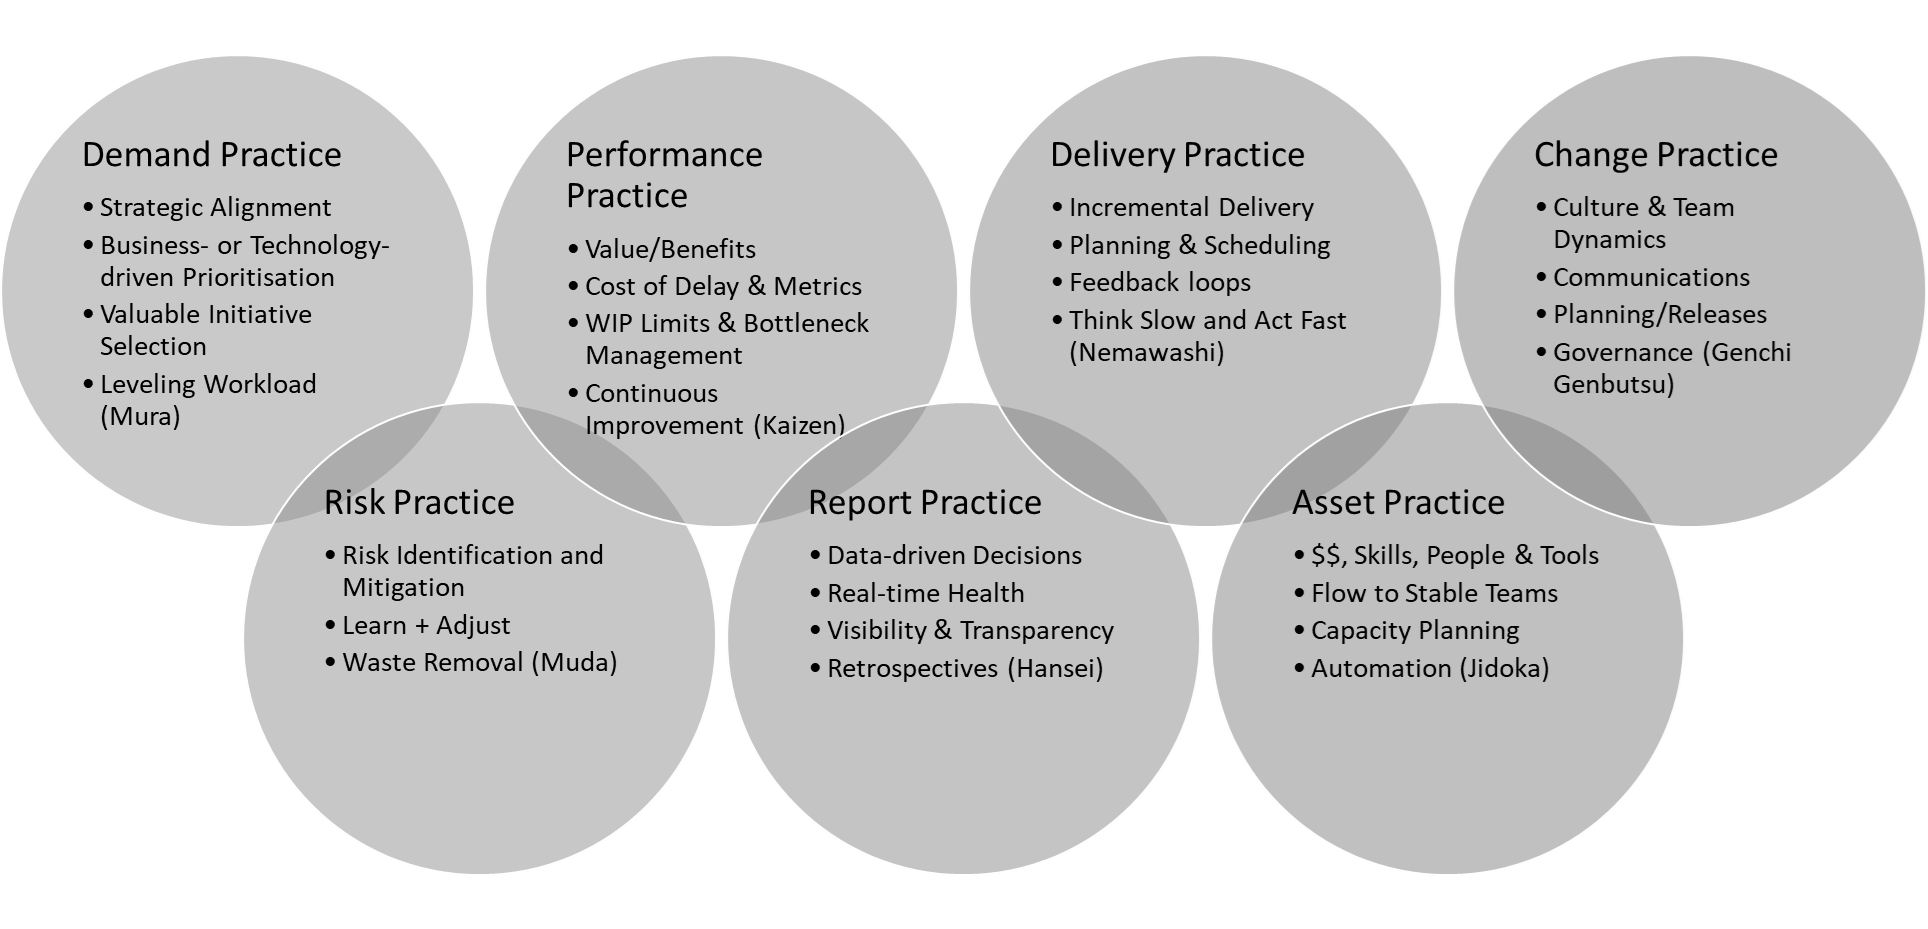 Demand Practice
• Strategic Alignment
• Business- or Technology-
driven Prioritisation
• Valuable Initiative
Selection
• Leveling Workload
(Mura)
Performance
Practice
• Value/Benefits
• Cost of Delay & Metrics
• WIP Limits & Bottleneck
Management
• Continuous
Improvement (Kaizen)
Delivery Practice
• Incremental Delivery
• Planning & Scheduling
• Feedback loops
• Think Slow and Act Fast
(Nemawashi)
Change Practice
• Culture & Team
Dynamics
• Communications
• Planning/Releases
• Governance (Genchi
Genbutsu)
Risk Practice
• Risk Identification and
Mitigation
• Learn + Adjust
• Waste Removal (Muda)
Report Practice
• Data-driven Decisions
• Real-time Health
• Visibility & Transparency
• Retrospectives (Hansei)
Asset Practice
• $$, Skills, People & Tools
• Flow to Stable Teams
• Capacity Planning
• Automation (Jidoka)